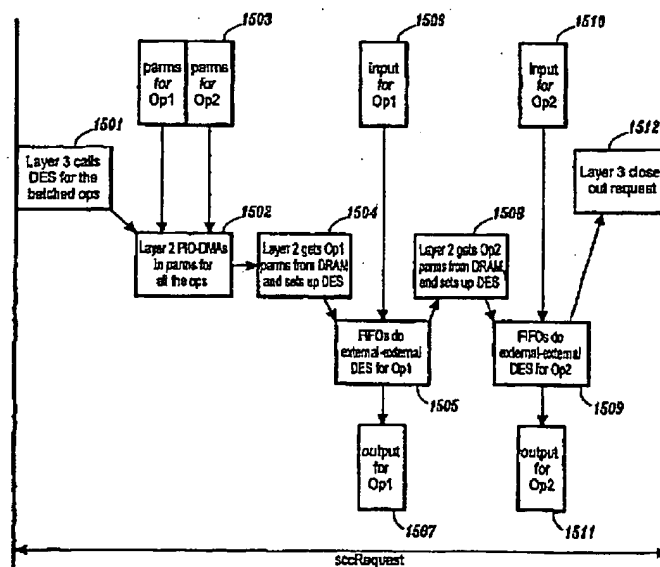 1503
1506
1510
parms
for
Op1
parms
for
Op2
input
for
Op1
input
for
Op2
1501
1512
Layer 3 calls
DES for the
batched ops
Layer 3 close
out request
1502
1504
1508
Layer 2 PIO-DMAs
in parms for
all the ops
Layer 2 gets Op1
parms from DRAM,
and sets up DES
Layer 2 gets Op2
parms from DRAM,
and sets up DES
FIFOs do
external-external
DES for Op1
FIFOs do
external-external
DES for Op2
1505
1509
output
for
Op1
output
for
Op2
1507
1511
sccRequest